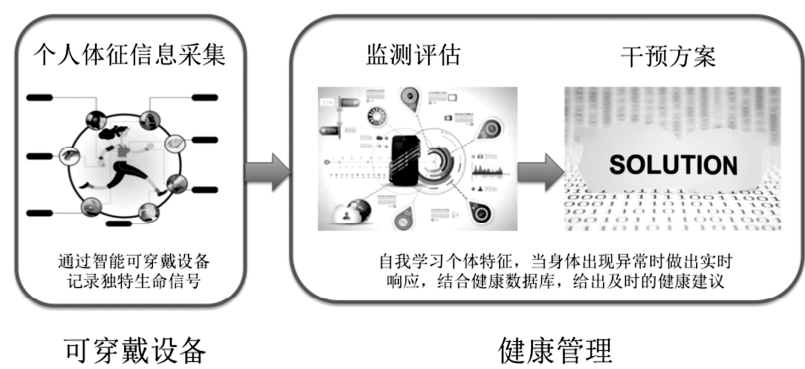 个人体征信息采集
通过智能可穿戴设备
记录独特生命信号
监测评估
干预方案
SOLUTION
自我学习个体特征，当身体出现异常时做出实时
响应，结合健康数据库，给出及时的健康建议
可穿戴设备
健康管理